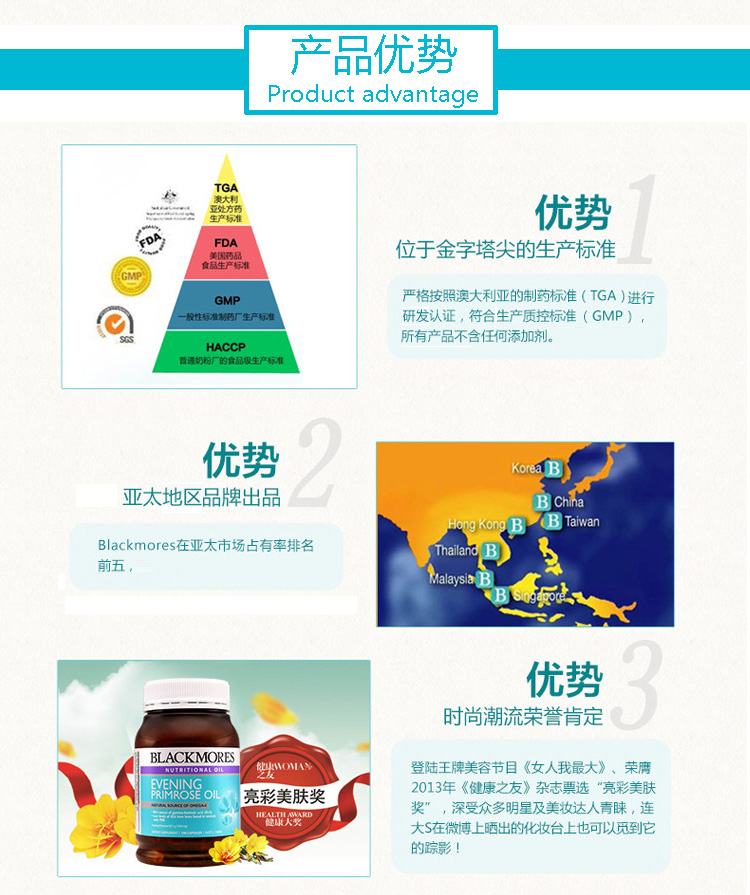 产品优势
Product advantage
TGA
澳大利
亚处方药
生产标准
FDA
美国药品
食品生产标准
GMP
一般性标准制药厂生产标准
HACCP
普通奶粉厂的食品级生产标准
FDA
GMP
SGS
1
优势
位于金字塔尖的生产标准
严格按照澳大利亚的制药标准（TGA）进行
研发认证，符合生产质控标准（GMP），
所有产品不含任何添加剂。
2
优势
亚太地区品牌出品
Blackmores在亚太市场占有率排名
前五，
Korea B
B China
Hong Kong B
B Taiwan
Thailand B
Malaysia B
B Singapore
3
优势
时尚潮流荣誉肯定
登陆王牌美容节目《女人我最大》、荣膺
2013年《健康之友》杂志票选“亮彩美肤
奖”，深受众多明星及美妆达人青睐，连
大S在微博上晒出的化妆台上也可以觅到它
的踪影！
BLACKMORES
NUTRITIONAL OIL
EVENING
PRIMROSE OIL
NATURAL SOURCE OF OMEGA-6
健康WOMAN
之友
亮彩美肤奖
HEALTH AWARD
健康大奖